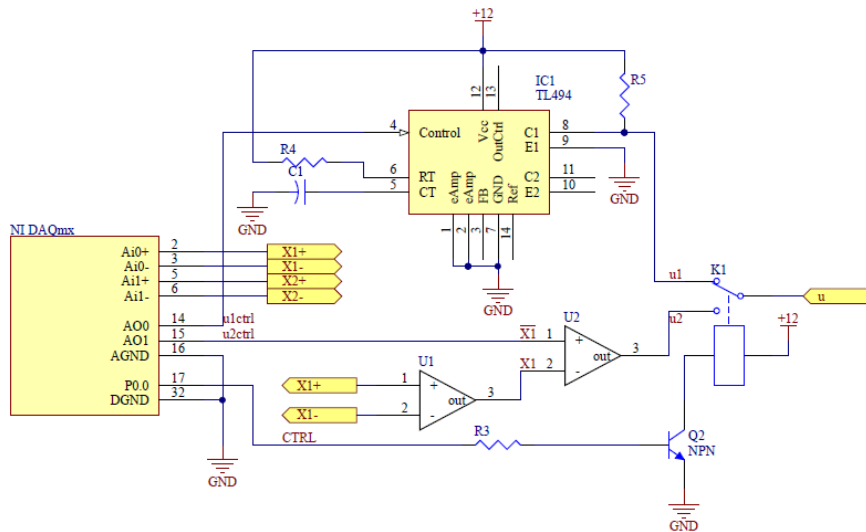 +12
IC1
TL494
R5
12
13
4
Control
Vcc
OutCtrl
C1
8
E1
9
R4
C1
6
RT
5
CT
eAmp
eAmp
FB
GND
Ref
C2
11
E2
10
GND
1
2
3
7
14
GND
GND
NI DAQmx
Ai0+
2
X1+
Ai0-
3
X1-
Ai1+
5
X2+
Ai1-
6
X2-
AO0
14
u1ctrl
AO1
15
u2ctrl
AGND
16
P0.0
17
DGND
32
u1
K1
u
u2
+12
U2
X1
1
+
X1
2
-
out
3
U1
X1+
1
+
X1-
2
-
out
3
CTRL
R3
Q2
NPN
GND
GND